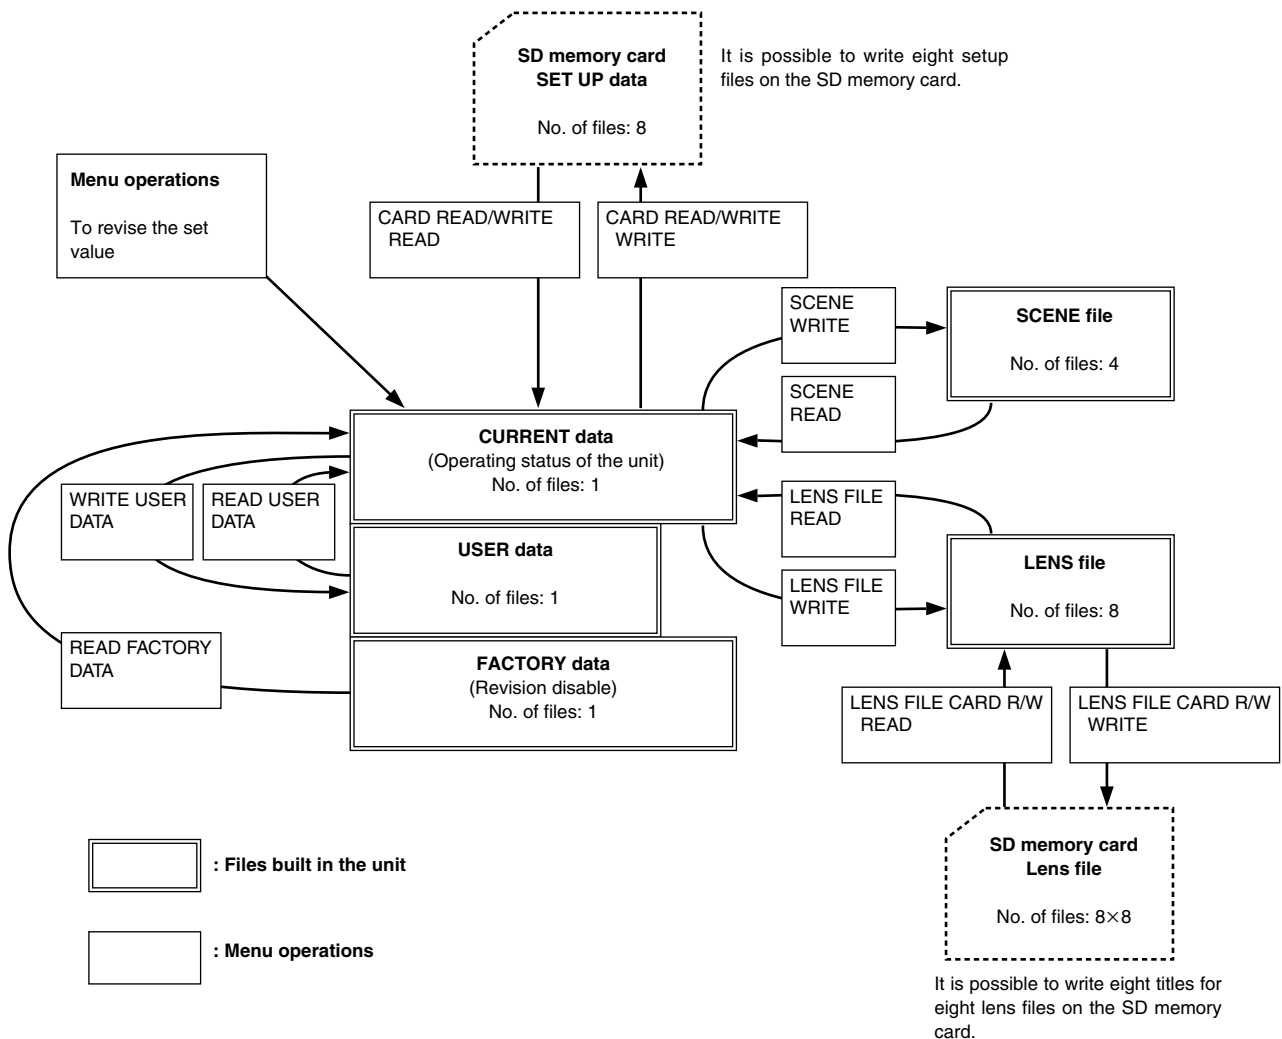 SD memory card
SET UP data
No. of files: 8
It is possible to write eight setup
files on the SD memory card.
Menu operations
To revise the set
value
CARD READ/WRITE
READ
CARD READ/WRITE
WRITE
SCENE
WRITE
SCENE file
No. of files: 4
SCENE
READ
CURRENT data
(Operating status of the unit)
No. of files: 1
WRITE USER
DATA
READ USER
DATA
LENS FILE
READ
USER data
No. of files: 1
LENS FILE
WRITE
LENS file
No. of files: 8
READ FACTORY
DATA
FACTORY data
(Revision disable)
No. of files: 1
LENS FILE CARD R/W
READ
LENS FILE CARD R/W
WRITE
SD memory card
Lens file
No. of files: 8×8
It is possible to write eight titles for
eight lens files on the SD memory
card.
: Files built in the unit
: Menu operations